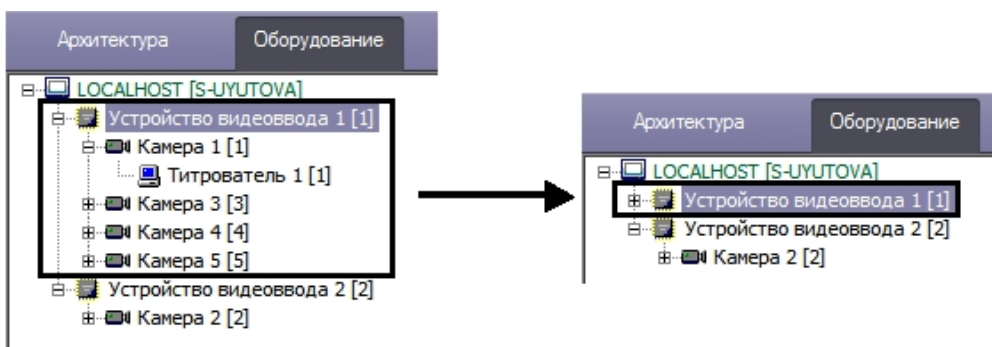 Архитектура Оборудование
LOCALHOST [S-UYUTOVA]
Устройство видеоввода 1 [1]
Камера 1 [1]
Титрователь 1 [1]
Камера 3 [3]
Камера 4 [4]
Камера 5 [5]
Устройство видеоввода 2 [2]
Камера 2 [2]
Архитектура Оборудование
LOCALHOST [S-UYUTOVA]
Устройство видеоввода 1 [1]
Устройство видеоввода 2 [2]
Камера 2 [2]